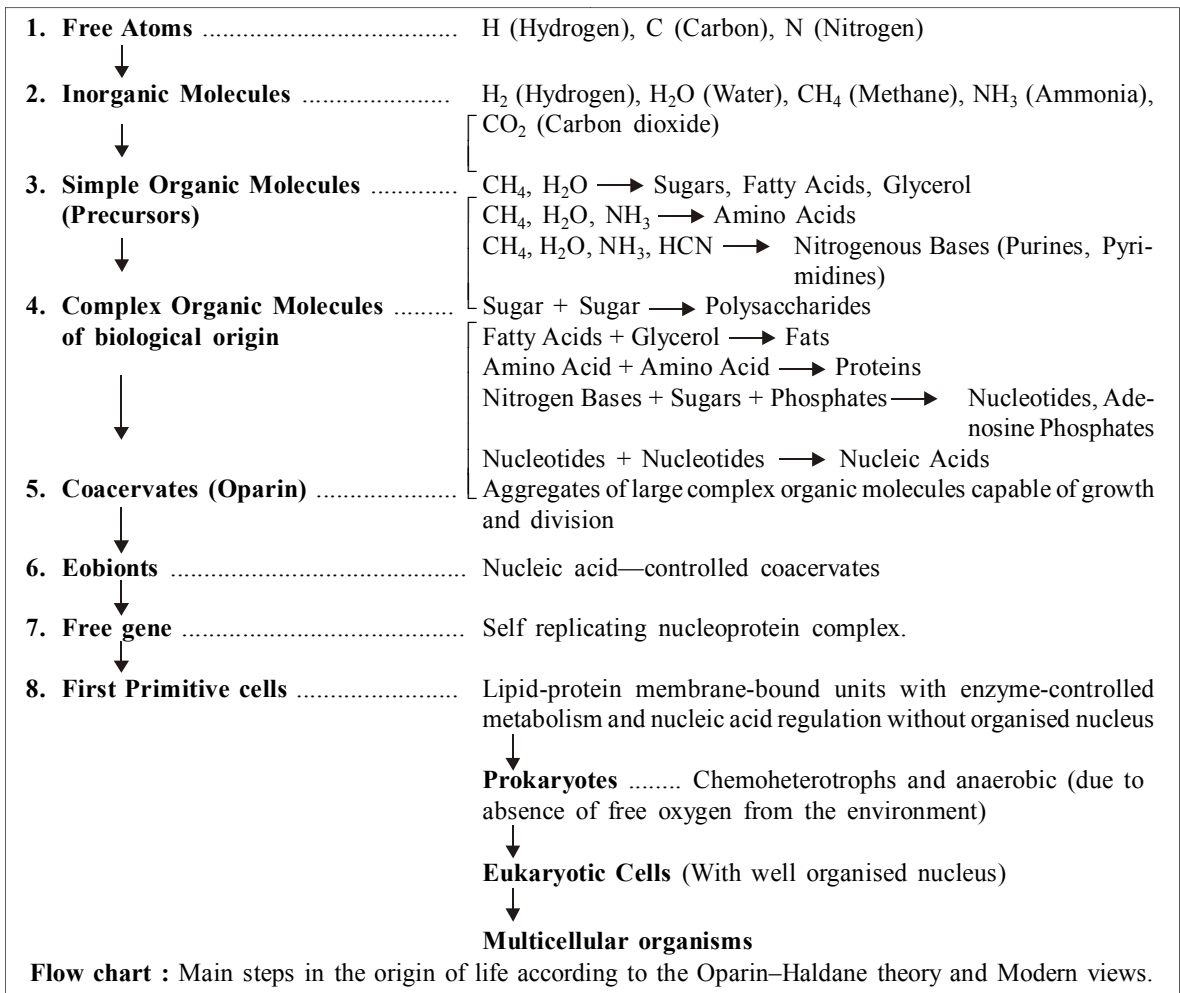 1. Free Atoms ...................................... H (Hydrogen), C (Carbon), N (Nitrogen)
2. Inorganic Molecules ...................... H₂ (Hydrogen), H₂O (Water), CH₄ (Methane), NH₃ (Ammonia),
CO₂ (Carbon dioxide)
3. Simple Organic Molecules ............. CH₄, H₂O → Sugars, Fatty Acids, Glycerol
(Precursors) CH₄, H₂O, NH₃ → Amino Acids
CH₄, H₂O, NH₃, HCN → Nitrogenous Bases (Purines, Pyri-
midines)
4. Complex Organic Molecules ......... Sugar + Sugar → Polysaccharides
of biological origin Fatty Acids + Glycerol → Fats
Amino Acid + Amino Acid → Proteins
Nitrogen Bases + Sugars + Phosphates → Nucleotides, Ade-
nosine Phosphates
Nucleotides + Nucleotides → Nucleic Acids
5. Coacervates (Oparin) ..................... Aggregates of large complex organic molecules capable of growth
and division
6. Eobionts ............................................ Nucleic acid—controlled coacervates
7. Free gene .......................................... Self replicating nucleoprotein complex.
8. First Primitive cells ........................ Lipid-protein membrane-bound units with enzyme-controlled
metabolism and nucleic acid regulation without organised nucleus
Prokaryotes ........ Chemoheterotrophs and anaerobic (due to
absence of free oxygen from the environment)
Eukaryotic Cells (With well organised nucleus)
Multicellular organisms
Flow chart : Main steps in the origin of life according to the Oparin–Haldane theory and Modern views.